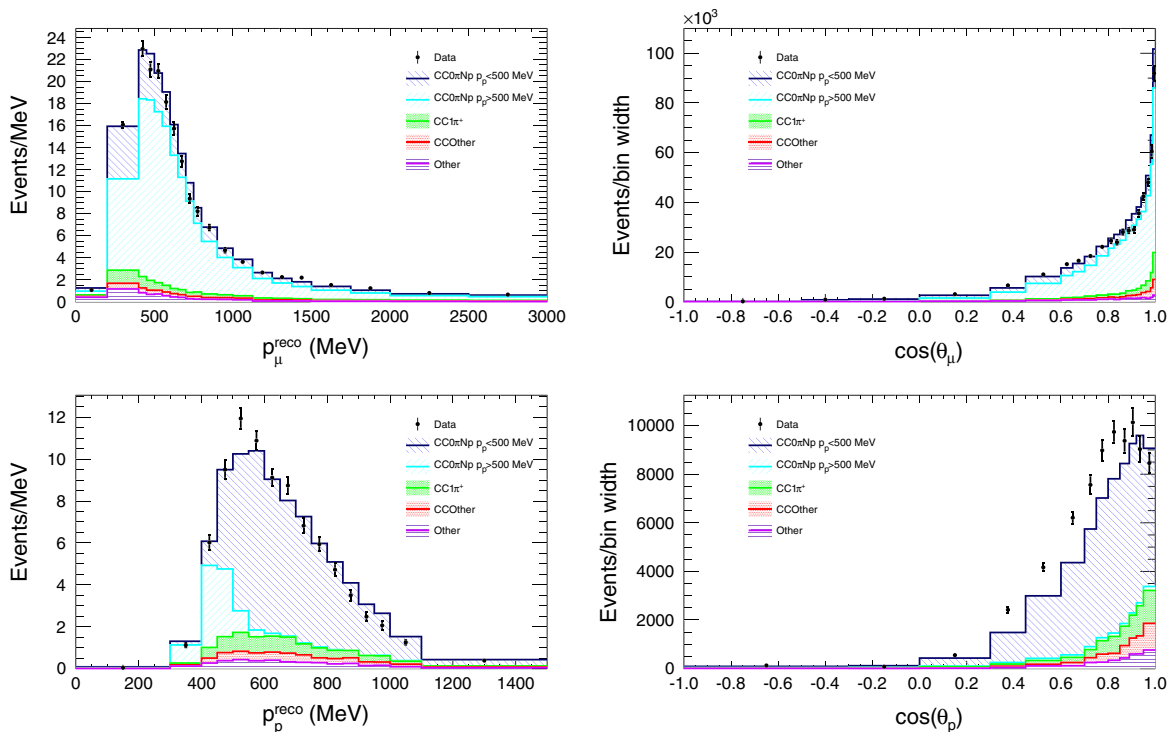 Events/MeV
24
22
20
18
16
14
12
10
8
6
4
2
0
Data
CC0πNp pₚ<500 MeV
CC0πNp pₚ>500 MeV
CC1π⁺
CCOther
Other
0 500 1000 1500 2000 2500 3000
p_μ^reco (MeV)
×10³
Events/bin width
100
80
60
40
20
0
Data
CC0πNp pₚ<500 MeV
CC0πNp pₚ>500 MeV
CC1π⁺
CCOther
Other
-1.0 -0.8 -0.6 -0.4 -0.2 0.0 0.2 0.4 0.6 0.8 1.0
cos(θ_μ)
Events/MeV
12
10
8
6
4
2
0
Data
CC0πNp pₚ<500 MeV
CC0πNp pₚ>500 MeV
CC1π⁺
CCOther
Other
0 200 400 600 800 1000 1200 1400
p_p^reco (MeV)
Events/bin width
10000
8000
6000
4000
2000
0
Data
CC0πNp pₚ<500 MeV
CC0πNp pₚ>500 MeV
CC1π⁺
CCOther
Other
-1.0 -0.8 -0.6 -0.4 -0.2 0.0 0.2 0.4 0.6 0.8 1.0
cos(θ_p)